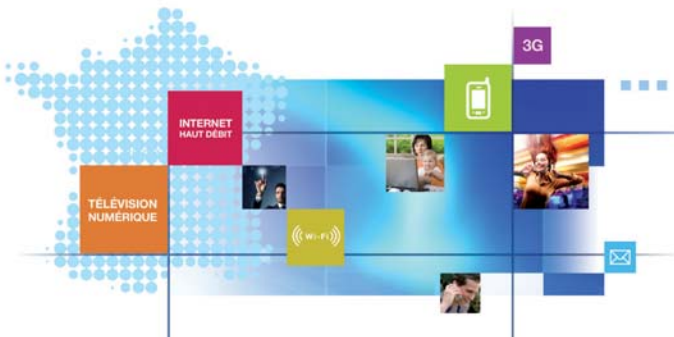 3G
INTERNET
HAUT DÉBIT
TÉLÉVISION
NUMÉRIQUE
Wi-Fi